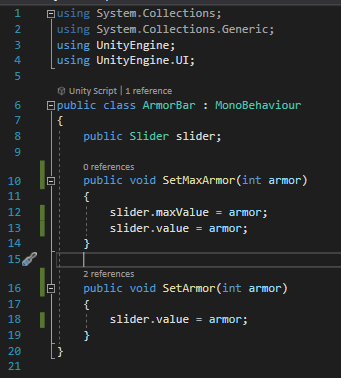 1 using System.Collections;
2 using System.Collections.Generic;
3 using UnityEngine;
4 using UnityEngine.UI;
5
Unity Script | 1 reference
6 public class ArmorBar : MonoBehaviour
7 {
8 public Slider slider;
9
0 references
10 public void SetMaxArmor(int armor)
11 {
12 slider.maxValue = armor;
13 slider.value = armor;
14 }
15
2 references
16 public void SetArmor(int armor)
17 {
18 slider.value = armor;
19 }
20 }
21